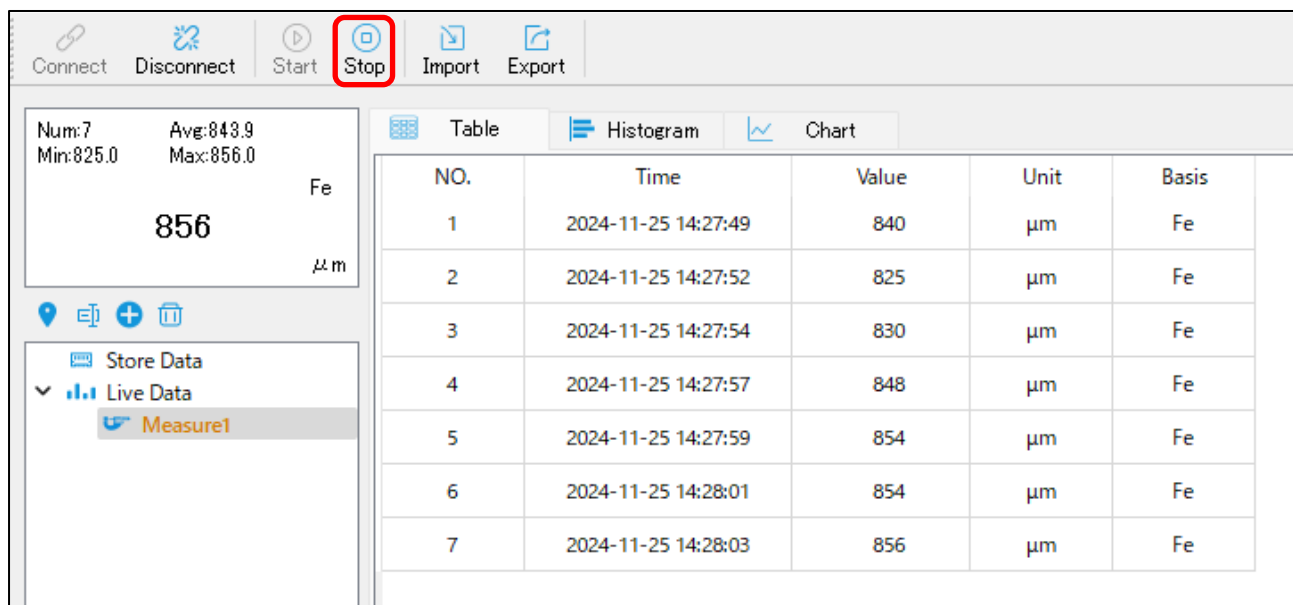 Connect Disconnect Start Stop Import Export
Num:7 Avg:843.9
Min:825.0 Max:856.0
Fe
856
μm
Store Data
Live Data
Measure1
Table Histogram Chart
NO. Time Value Unit Basis
1 2024-11-25 14:27:49 840 μm Fe
2 2024-11-25 14:27:52 825 μm Fe
3 2024-11-25 14:27:54 830 μm Fe
4 2024-11-25 14:27:57 848 μm Fe
5 2024-11-25 14:27:59 854 μm Fe
6 2024-11-25 14:28:01 854 μm Fe
7 2024-11-25 14:28:03 856 μm Fe